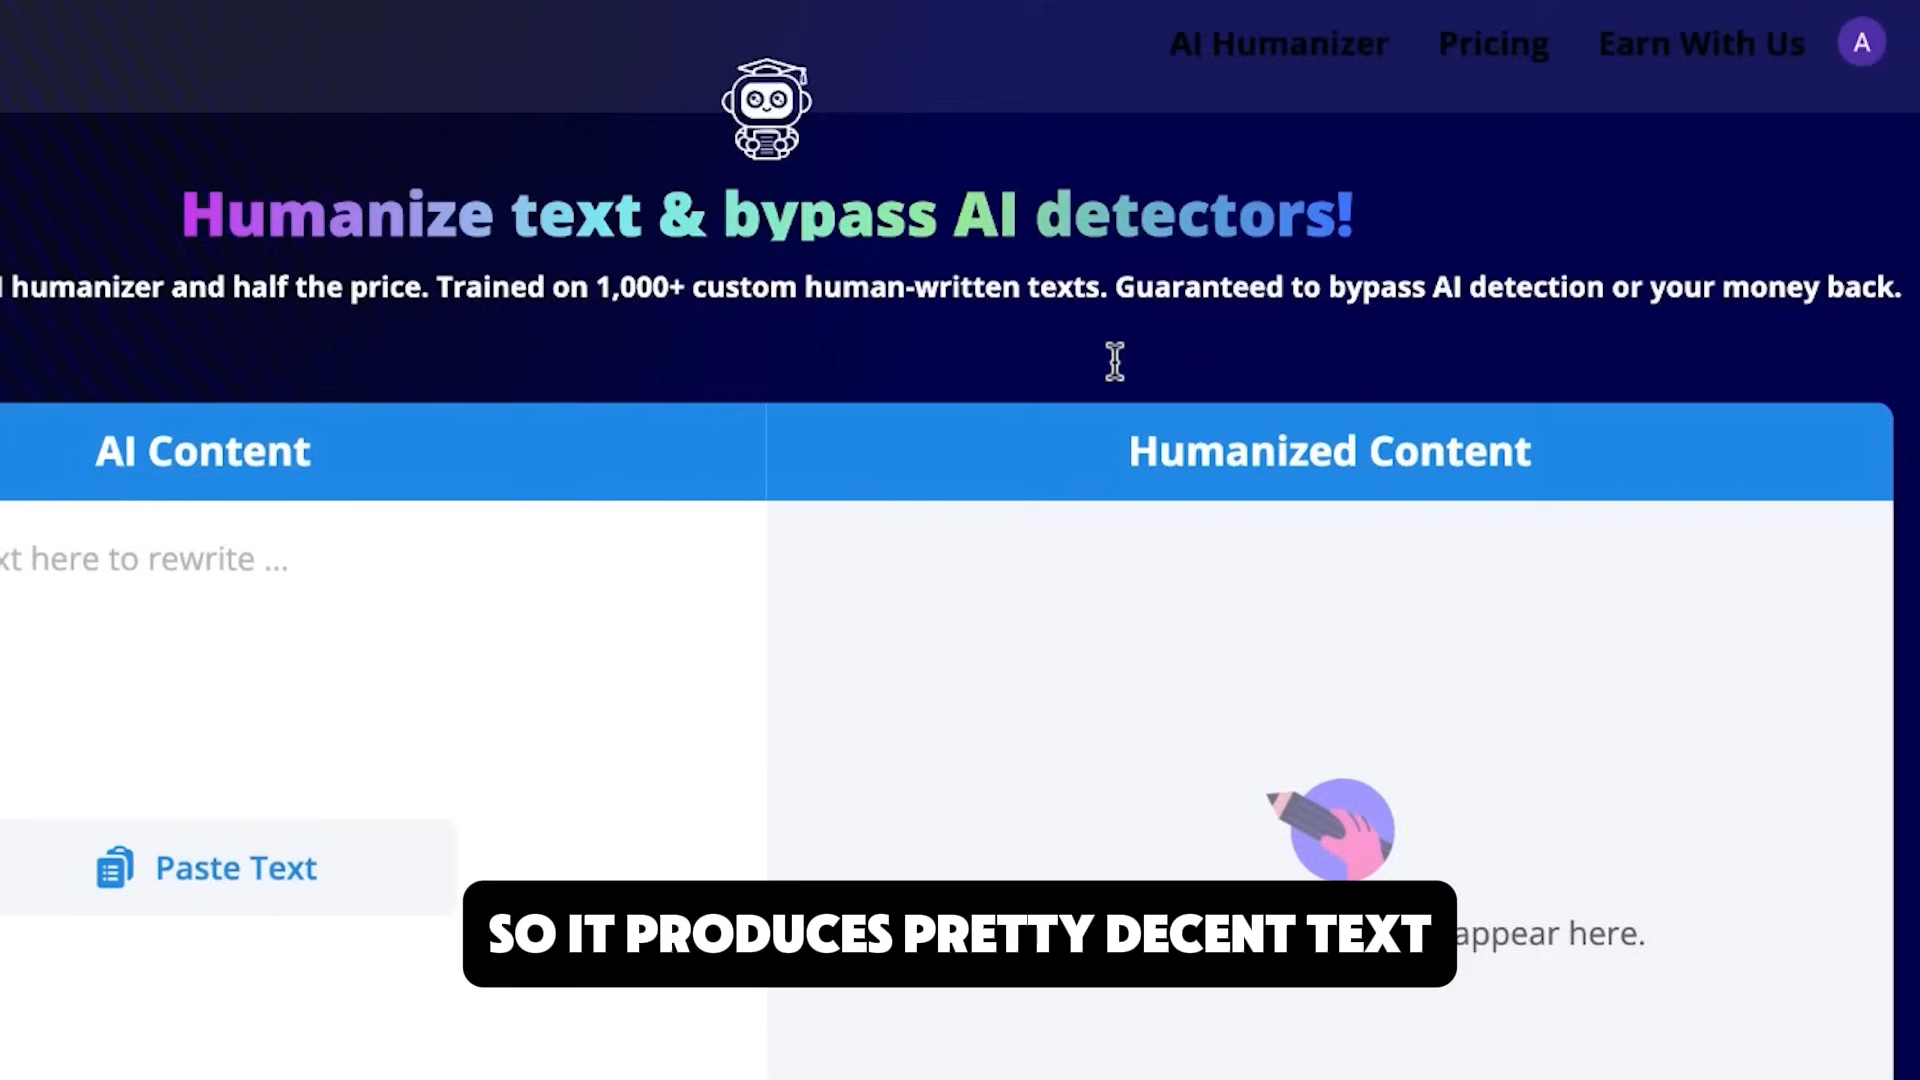 AI Humanizer Pricing Earn With Us A
Humanize text & bypass AI detectors!
humanizer and half the price. Trained on 1,000+ custom human-written texts. Guaranteed to bypass AI detection or your money back.
AI Content
Humanized Content
here to rewrite ...
Paste Text
SO IT PRODUCES PRETTY DECENT TEXT
appear here.